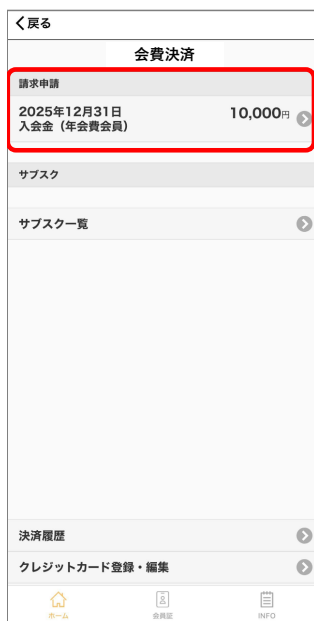 戻る
会費決済
請求申請
2025年12月31日
入会金（年会費会員）
10,000円
サブスク
サブスク一覧
決済履歴
クレジットカード登録・編集
ホーム
会員証
INFO